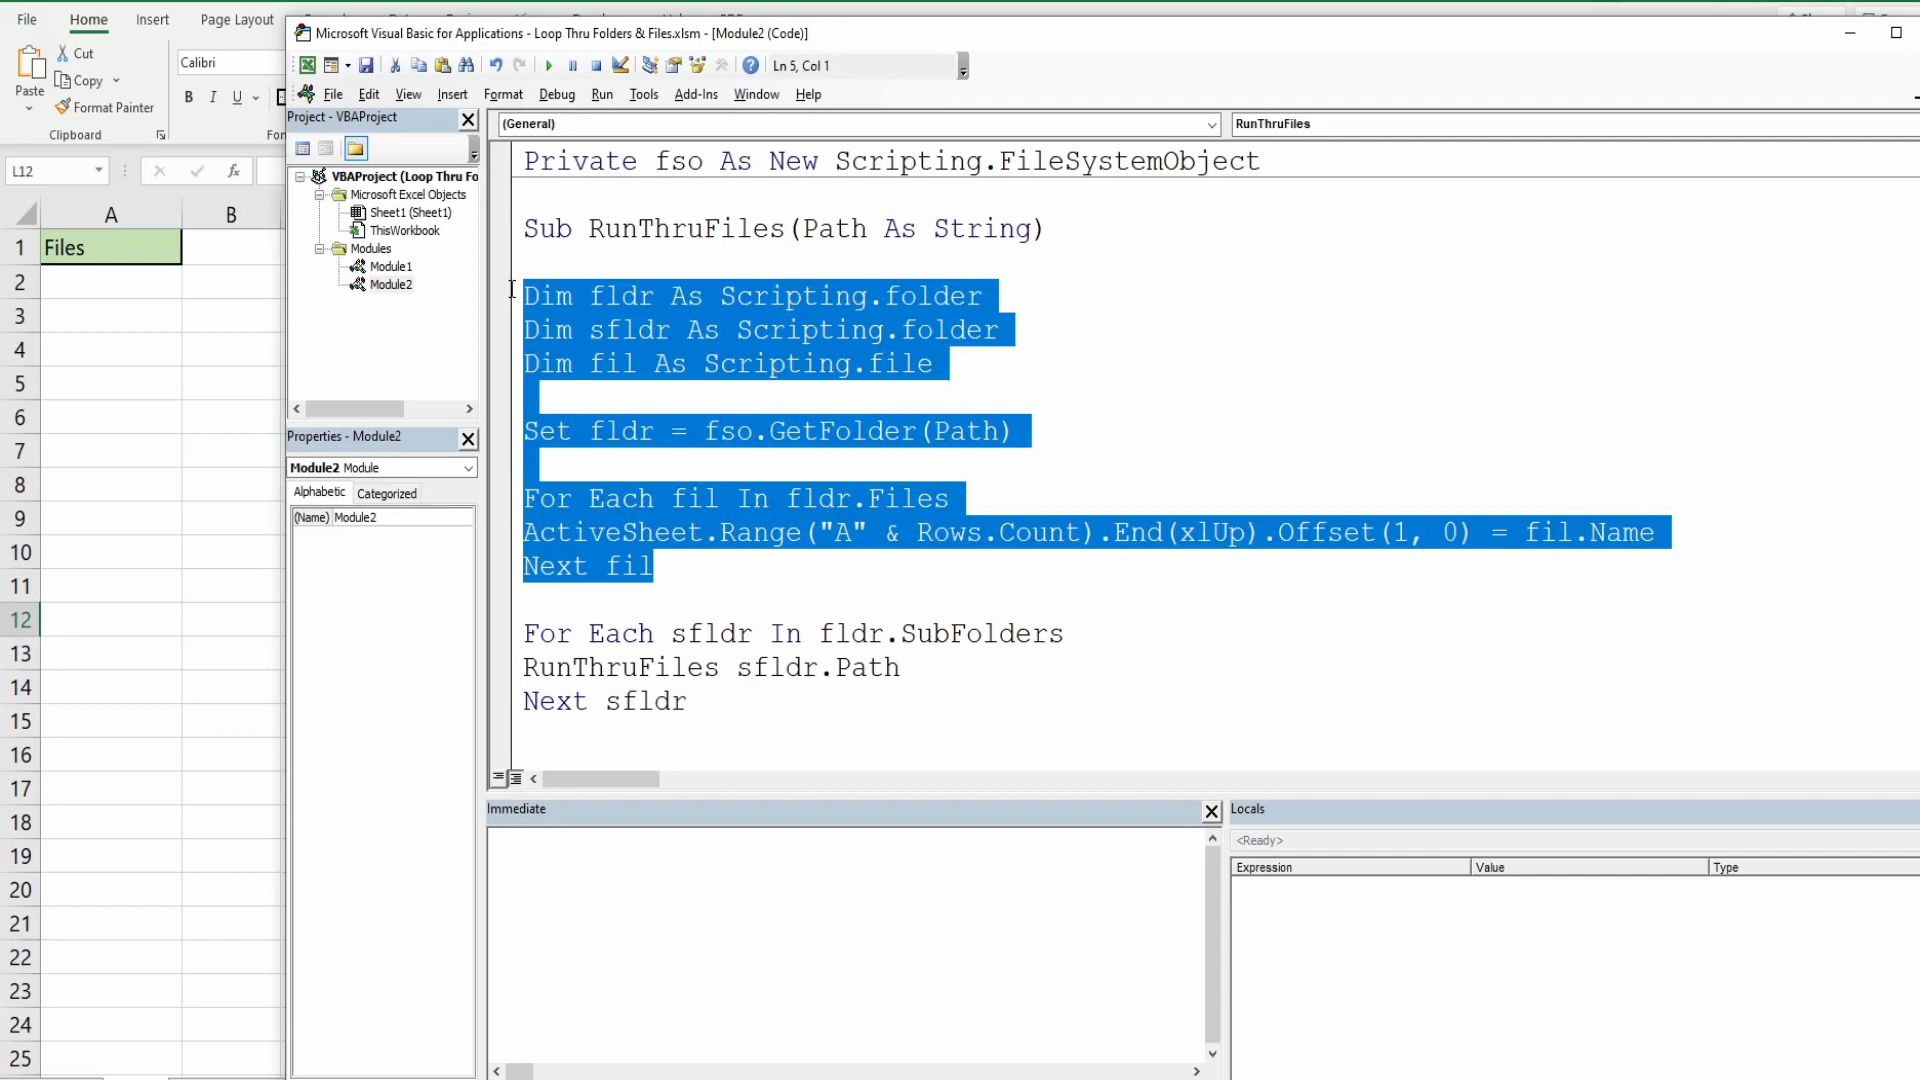 File Home Insert Page Layout
Microsoft Visual Basic for Applications - Loop Thru Folders & Files.xlsm - [Module2 (Code)]
Cut
Copy
Paste
Format Painter
Clipboard
Calibri
B I U
L12
fx
Ln 5, Col 1
File Edit View Insert Format Debug Run Tools Add-Ins Window Help
Project - VBAProject
VBAProject (Loop Thru Fo
Microsoft Excel Objects
Sheet1 (Sheet1)
ThisWorkbook
Modules
Module1
Module2
Properties - Module2
Module2 Module
Alphabetic Categorized
(Name) Module2
(General)
RunThruFiles
Private fso As New Scripting.FileSystemObject
Sub RunThruFiles(Path As String)
Dim fldr As Scripting.folder
Dim sfldr As Scripting.folder
Dim fil As Scripting.file
Set fldr = fso.GetFolder(Path)
For Each fil In fldr.Files
ActiveSheet.Range("A" & Rows.Count).End(xlUp).Offset(1, 0) = fil.Name
Next fil
For Each sfldr In fldr.SubFolders
RunThruFiles sfldr.Path
Next sfldr
Immediate
Locals
<Ready>
Expression Value Type
A B
1 Files
2
3
4
5
6
7
8
9
10
11
12
13
14
15
16
17
18
19
20
21
22
23
24
25